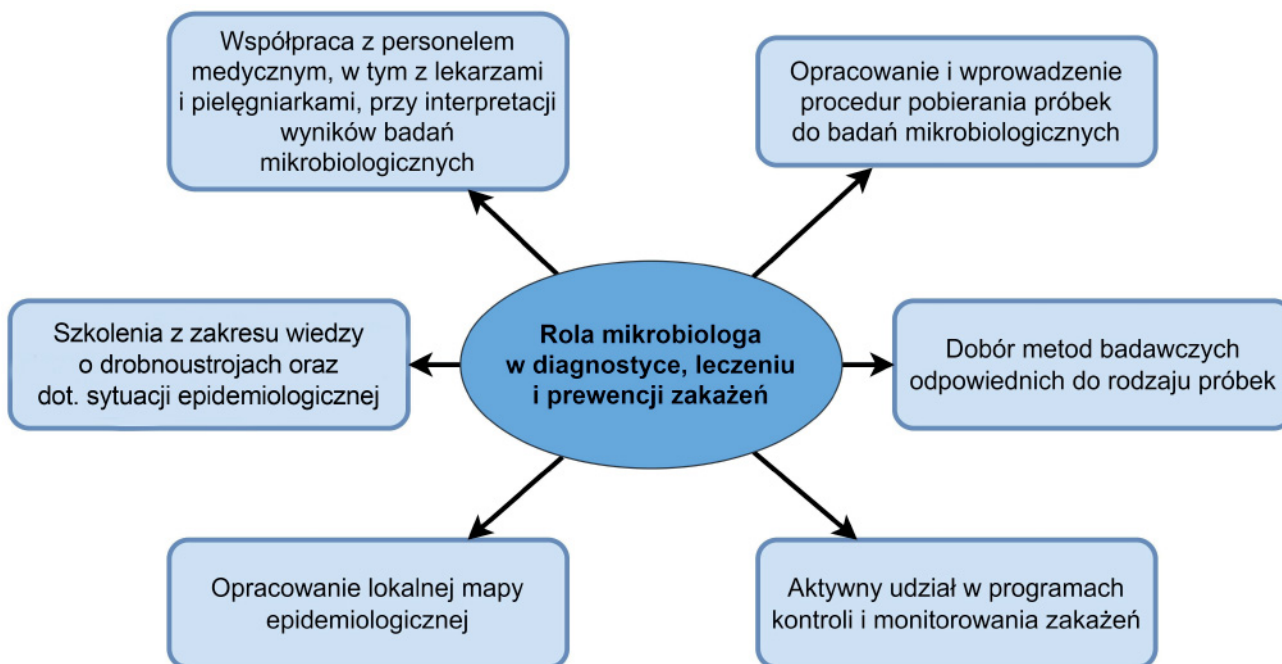 Współpraca z personelem
medycznym, w tym z lekarzami
i pielęgniarkami, przy interpretacji
wyników badań
mikrobiologicznych
Opracowanie i wprowadzenie
procedur pobierania próbek
do badań mikrobiologicznych
Szkolenia z zakresu wiedzy
o drobnoustrojach oraz
dot. sytuacji epidemiologicznej
Rola mikrobiologa
w diagnostyce, leczeniu
i prewencji zakażeń
Dobór metod badawczych
odpowiednich do rodzaju próbek
Opracowanie lokalnej mapy
epidemiologicznej
Aktywny udział w programach
kontroli i monitorowania zakażeń